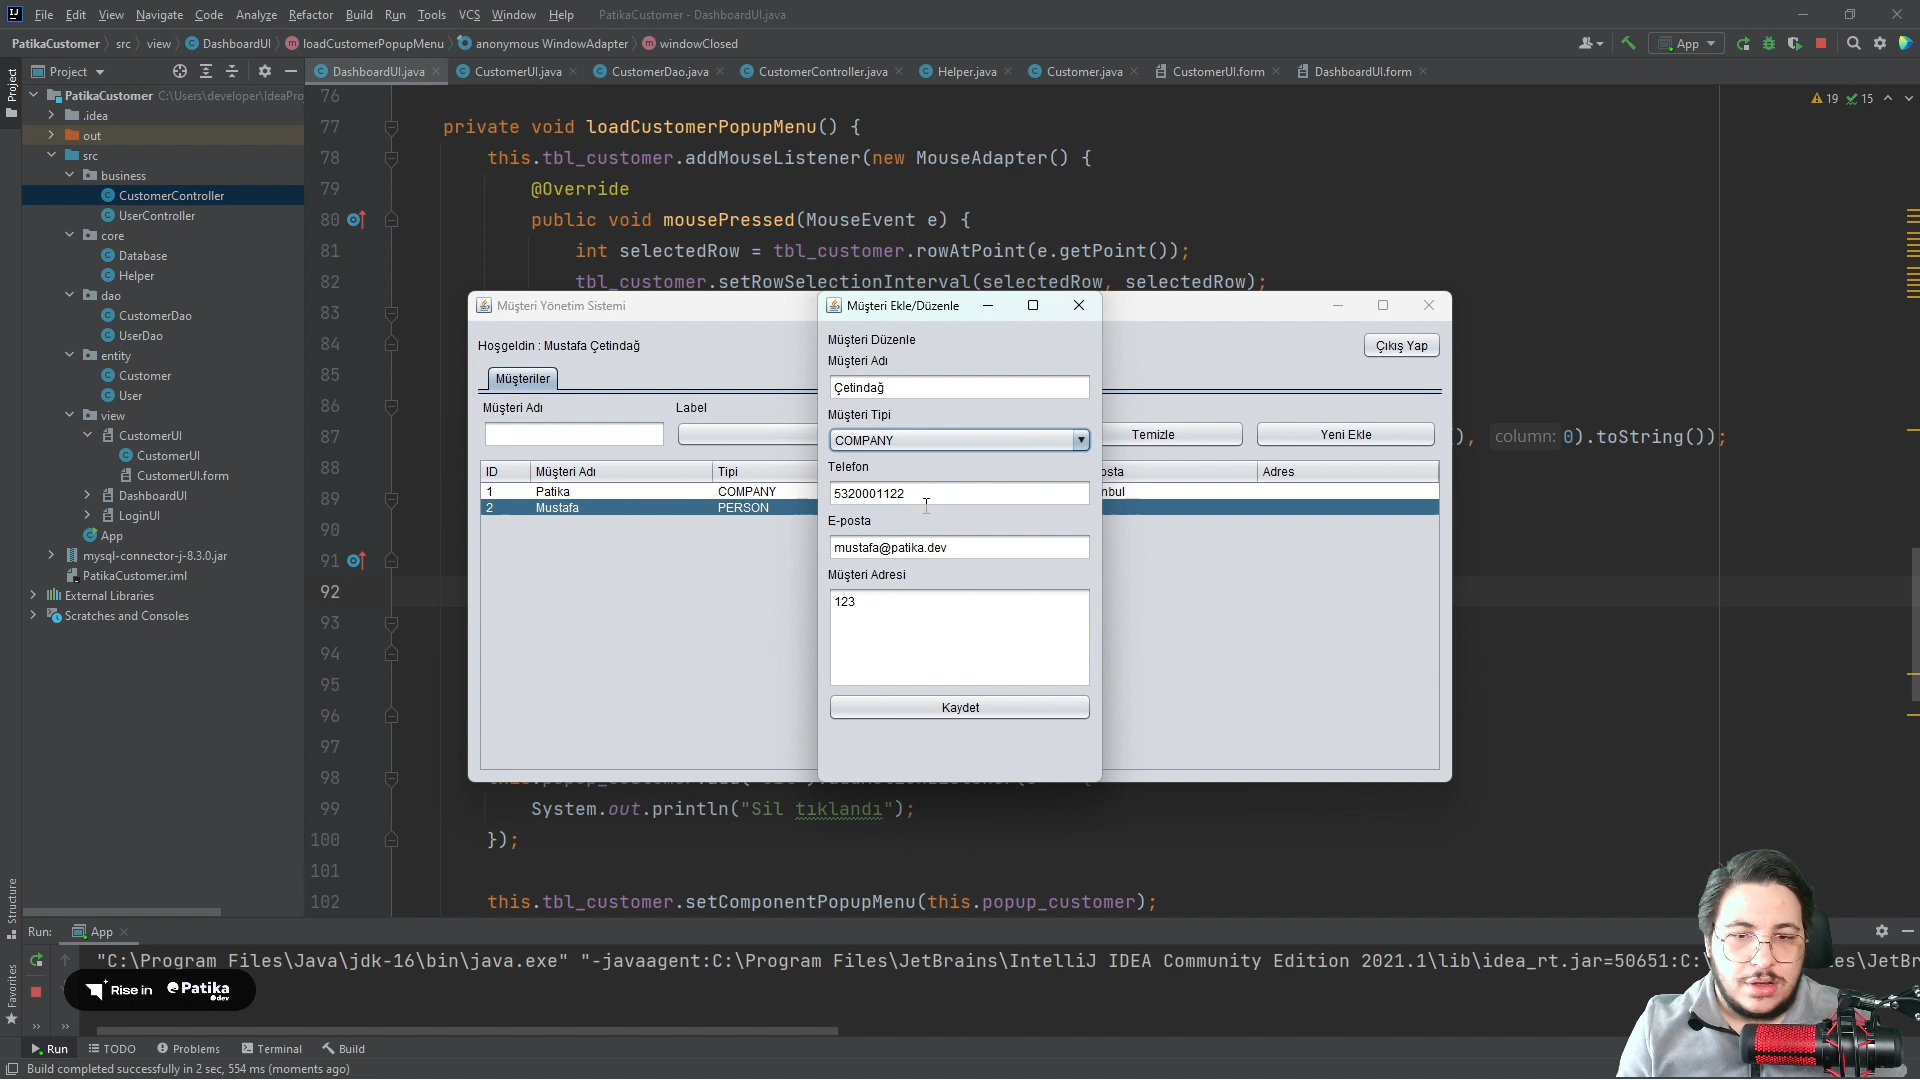 File Edit View Navigate Code Analyze Refactor Build Run Tools VCS Window Help PatikaCustomer - DashboardUI.java
PatikaCustomer src view DashboardUI loadCustomerPopupMenu anonymous WindowAdapter windowClosed App
Project
Project
DashboardUI.java CustomerUI.java CustomerDao.java CustomerController.java Helper.java Customer.java CustomerUI.form DashboardUI.form
PatikaCustomer C:\Users\developer\IdeaPro
.idea
out
src
business
CustomerController
UserController
core
Database
Helper
dao
CustomerDao
UserDao
entity
Customer
User
view
CustomerUI
CustomerUI
CustomerUI.form
DashboardUI
LoginUI
App
mysql-connector-j-8.3.0.jar
PatikaCustomer.iml
External Libraries
Scratches and Consoles
19 15
76
77 private void loadCustomerPopupMenu() {
78 this.tbl_customer.addMouseListener(new MouseAdapter() {
79 @Override
80 public void mousePressed(MouseEvent e) {
81 int selectedRow = tbl_customer.rowAtPoint(e.getPoint());
82 tbl_customer.setRowSelectionInterval(selectedRow, selectedRow);
83
84
85
86
87 ), column: 0).toString());
88
89
90
91
92
93
94
95
96
97
98
99 System.out.println("Sil tıklandı");
100 });
101
102 this.tbl_customer.setComponentPopupMenu(this.popup_customer);
Müşteri Yönetim Sistemi
Hoşgeldin : Mustafa Çetindağ
Çıkış Yap
Müşteriler
Müşteri Adı Label
Temizle Yeni Ekle
ID Müşteri Adı Tipi osta Adres
1 Patika COMPANY nbul
2 Mustafa PERSON
Müşteri Ekle/Düzenle
Müşteri Düzenle
Müşteri Adı
Çetindağ
Müşteri Tipi
COMPANY
Telefon
5320001122
E-posta
mustafa@patika.dev
Müşteri Adresi
123
Kaydet
Structure
Favorites
Run: App
"C:\Program Files\Java\jdk-16\bin\java.exe" "-javaagent:C:\Program Files\JetBrains\IntelliJ IDEA Community Edition 2021.1\lib\idea_rt.jar=50651:C:\ les\JetBr
Rise in Patika .dev
Run TODO Problems Terminal Build
Build completed successfully in 2 sec, 554 ms (moments ago)